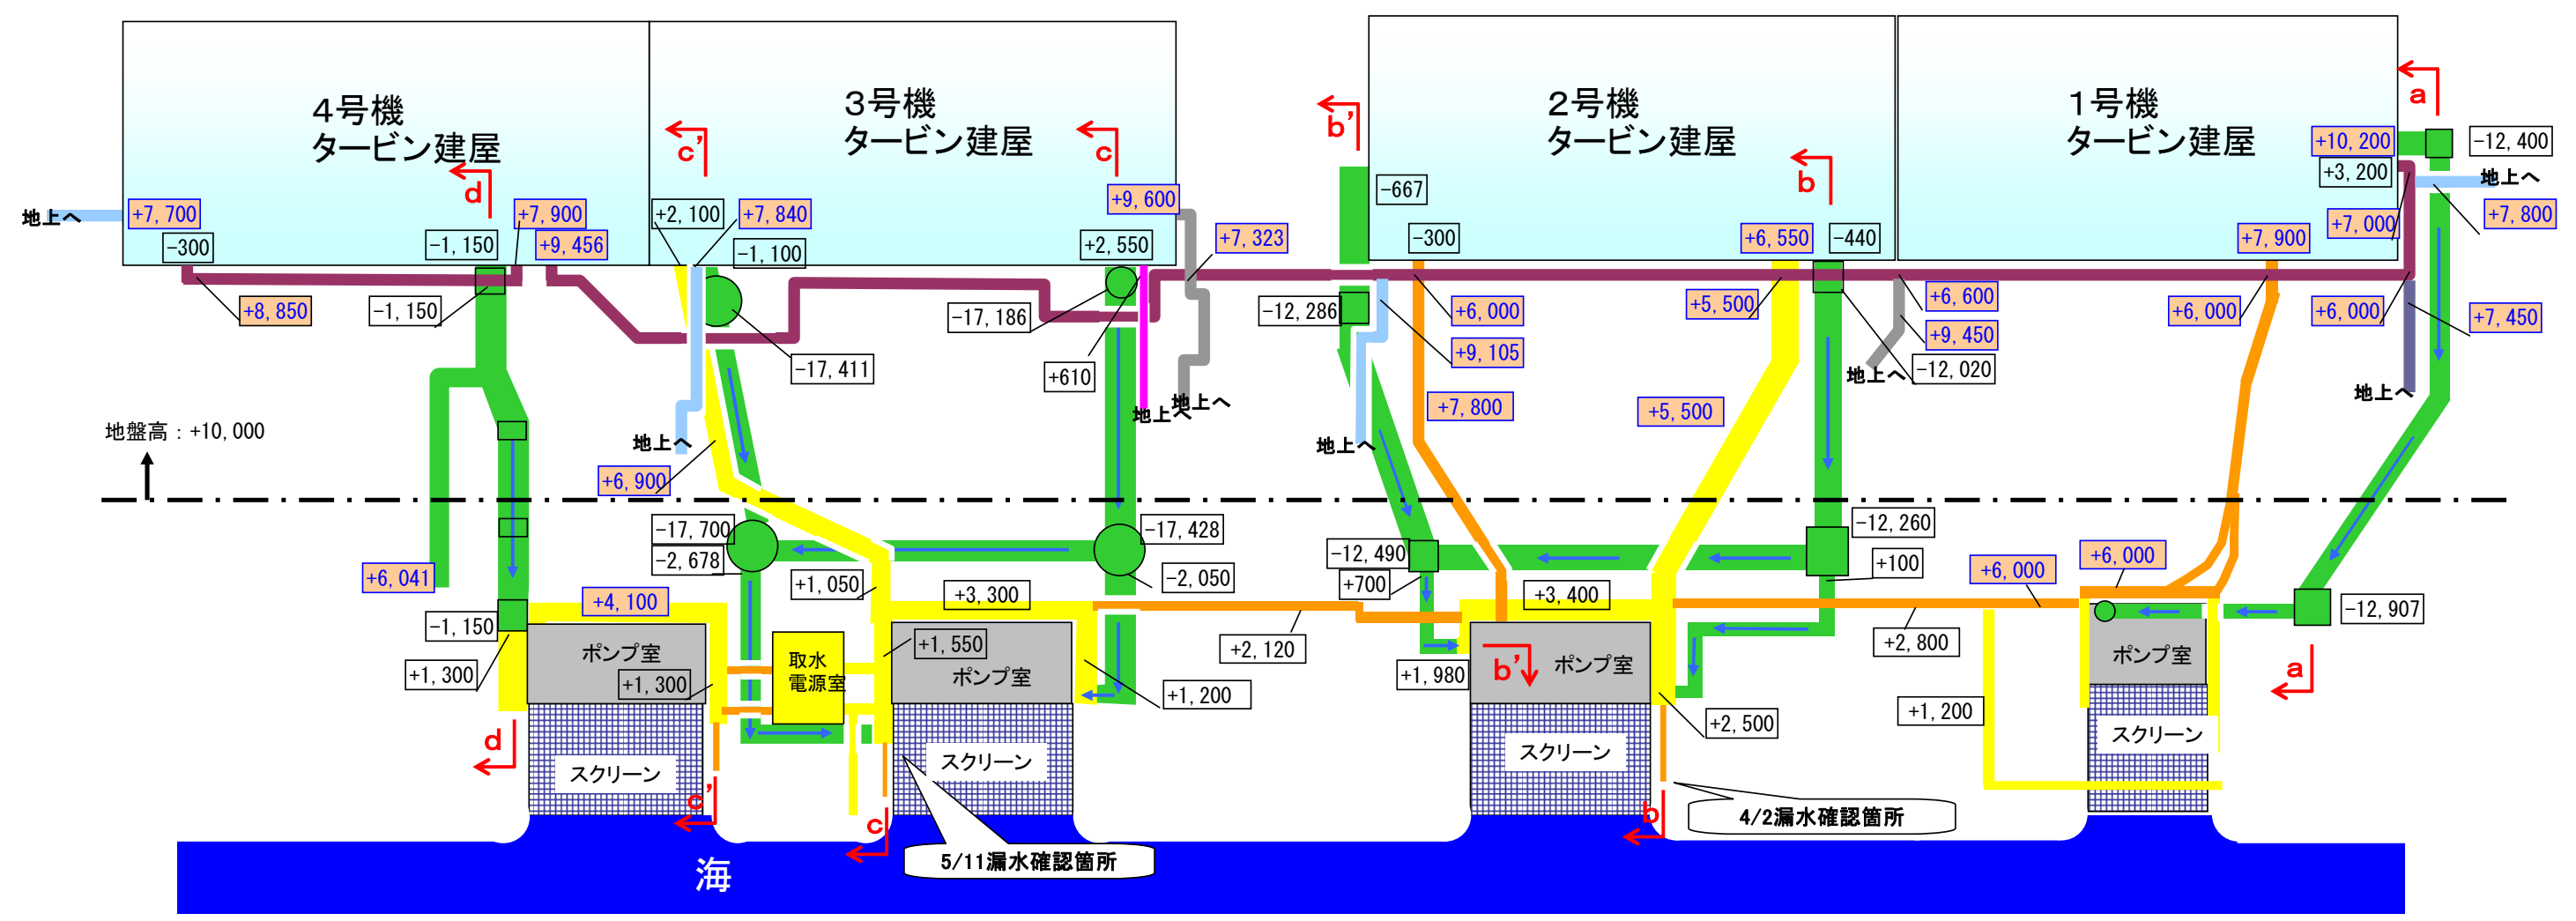 4号機
タービン建屋
3号機
タービン建屋
2号機
タービン建屋
1号機
タービン建屋
a
b'
c'
c
b
d
+10,200
-12,400
+3,200
地上へ
+7,800
-667
+9,600
地上へ
+7,700
+7,900
+2,100
+7,840
+7,000
-300
-1,150
+9,456
-1,100
+2,550
+7,323
-300
+6,550
-440
+7,900
+8,850
-1,150
-17,186
-12,286
+6,000
+5,500
+6,600
+6,000
+6,000
+7,450
+9,450
+9,105
-17,411
+610
地上へ
-12,020
地上へ
地上へ
地上へ
+7,800
+5,500
地盤高：+10,000
地上へ
地上へ
+6,900
-17,700
-17,428
-12,260
-2,678
-12,490
+100
+6,000
+6,000
+6,041
+1,050
-2,050
+700
+4,100
+3,300
+3,400
-12,907
-1,150
+2,120
+2,800
ポンプ室
+1,550
取水
電源室
ポンプ室
ポンプ室
ポンプ室
b'
a
+1,300
+1,300
+1,200
+1,980
+1,200
+2,500
d
スクリーン
スクリーン
スクリーン
スクリーン
c'
c
b
4/2漏水確認箇所
5/11漏水確認箇所
海